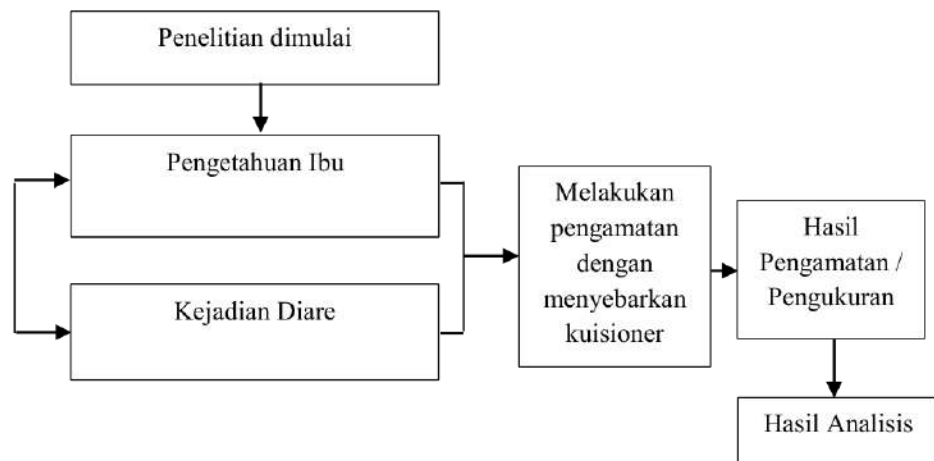 Penelitian dimulai
Pengetahuan Ibu
Kejadian Diare
Melakukan
pengamatan
dengan
menyebarkan
kuisioner
Hasil
Pengamatan /
Pengukuran
Hasil Analisis